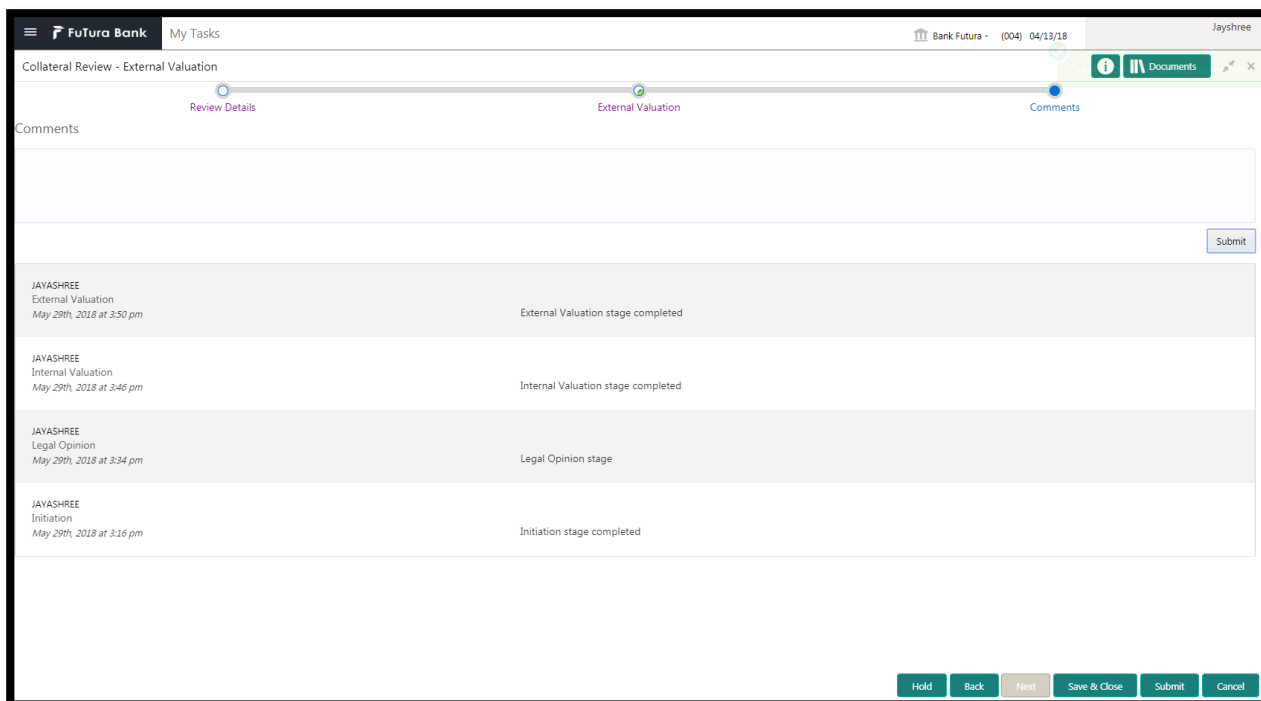 FuTura Bank
My Tasks
Bank Futura - (004) 04/13/18
Jayshree
Collateral Review - External Valuation
Documents
Review Details
External Valuation
Comments
Comments
Submit
JAYASHREE
External Valuation
May 29th, 2018 at 3:50 pm
External Valuation stage completed
JAYASHREE
Internal Valuation
May 29th, 2018 at 3:46 pm
Internal Valuation stage completed
JAYASHREE
Legal Opinion
May 29th, 2018 at 3:34 pm
Legal Opinion stage
JAYASHREE
Initiation
May 29th, 2018 at 3:16 pm
Initiation stage completed
Hold
Back
Next
Save & Close
Submit
Cancel